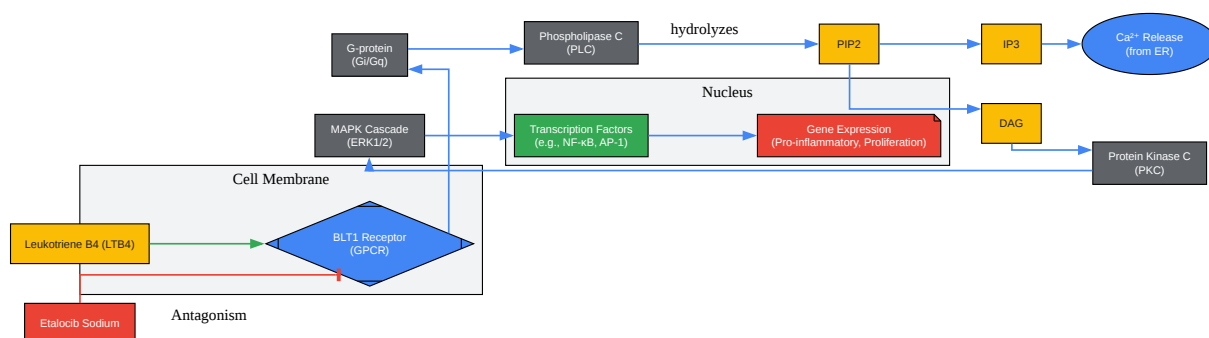 G-protein
(Gi/Gq)
Phospholipase C
(PLC)
hydrolyzes
PIP2
IP3
Ca²⁺ Release
(from ER)
Nucleus
MAPK Cascade
(ERK1/2)
Transcription Factors
(e.g., NF-κB, AP-1)
Gene Expression
(Pro-inflammatory, Proliferation)
DAG
Protein Kinase C
(PKC)
Cell Membrane
Leukotriene B4 (LTB4)
BLT1 Receptor
(GPCR)
Antagonism
Etalocib Sodium